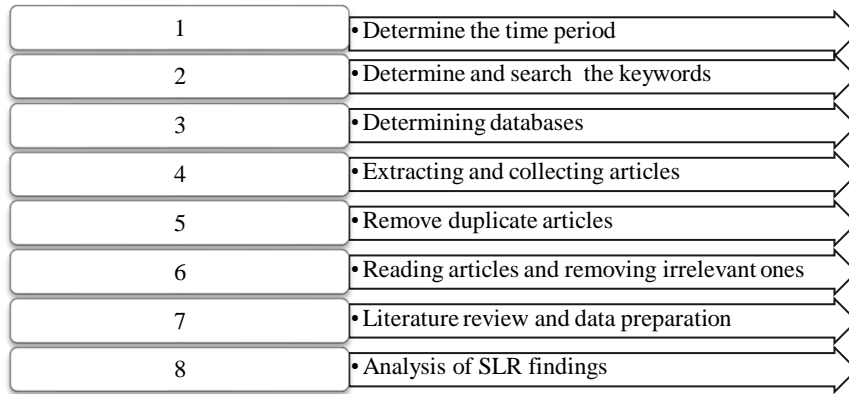 1
• Determine the time period
2
• Determine and search the keywords
3
• Determining databases
4
• Extracting and collecting articles
5
• Remove duplicate articles
6
• Reading articles and removing irrelevant ones
7
• Literature review and data preparation
8
• Analysis of SLR findings